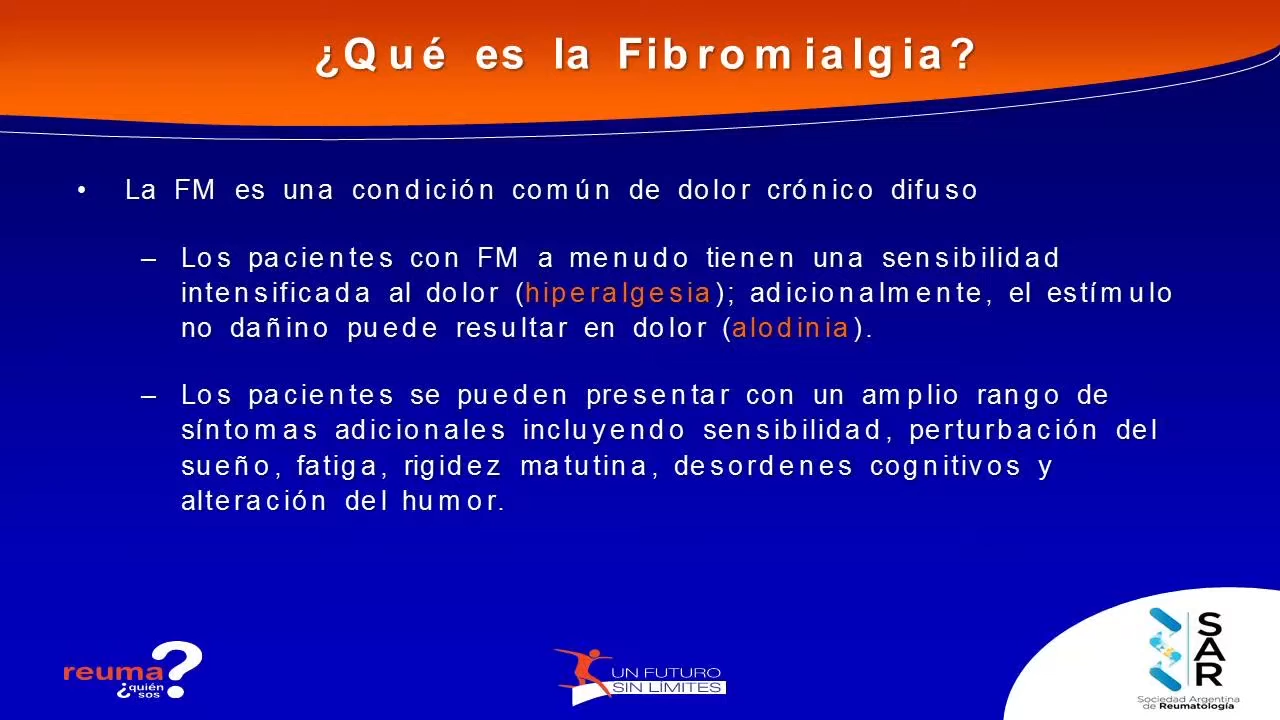 ¿Qué es la Fibromialgia?
• La FM es una condición común de dolor crónico difuso
– Los pacientes con FM a menudo tienen una sensibilidad
intensificada al dolor (hiperalgesia); adicionalmente, el estímulo
no dañino puede resultar en dolor (alodinia).
– Los pacientes se pueden presentar con un amplio rango de
síntomas adicionales incluyendo sensibilidad, perturbación del
sueño, fatiga, rigidez matutina, desordenes cognitivos y
alteración del humor.
reuma?
¿quién
sos
UN FUTURO
SIN LÍMITES
SAR
Sociedad Argentina
de Reumatología